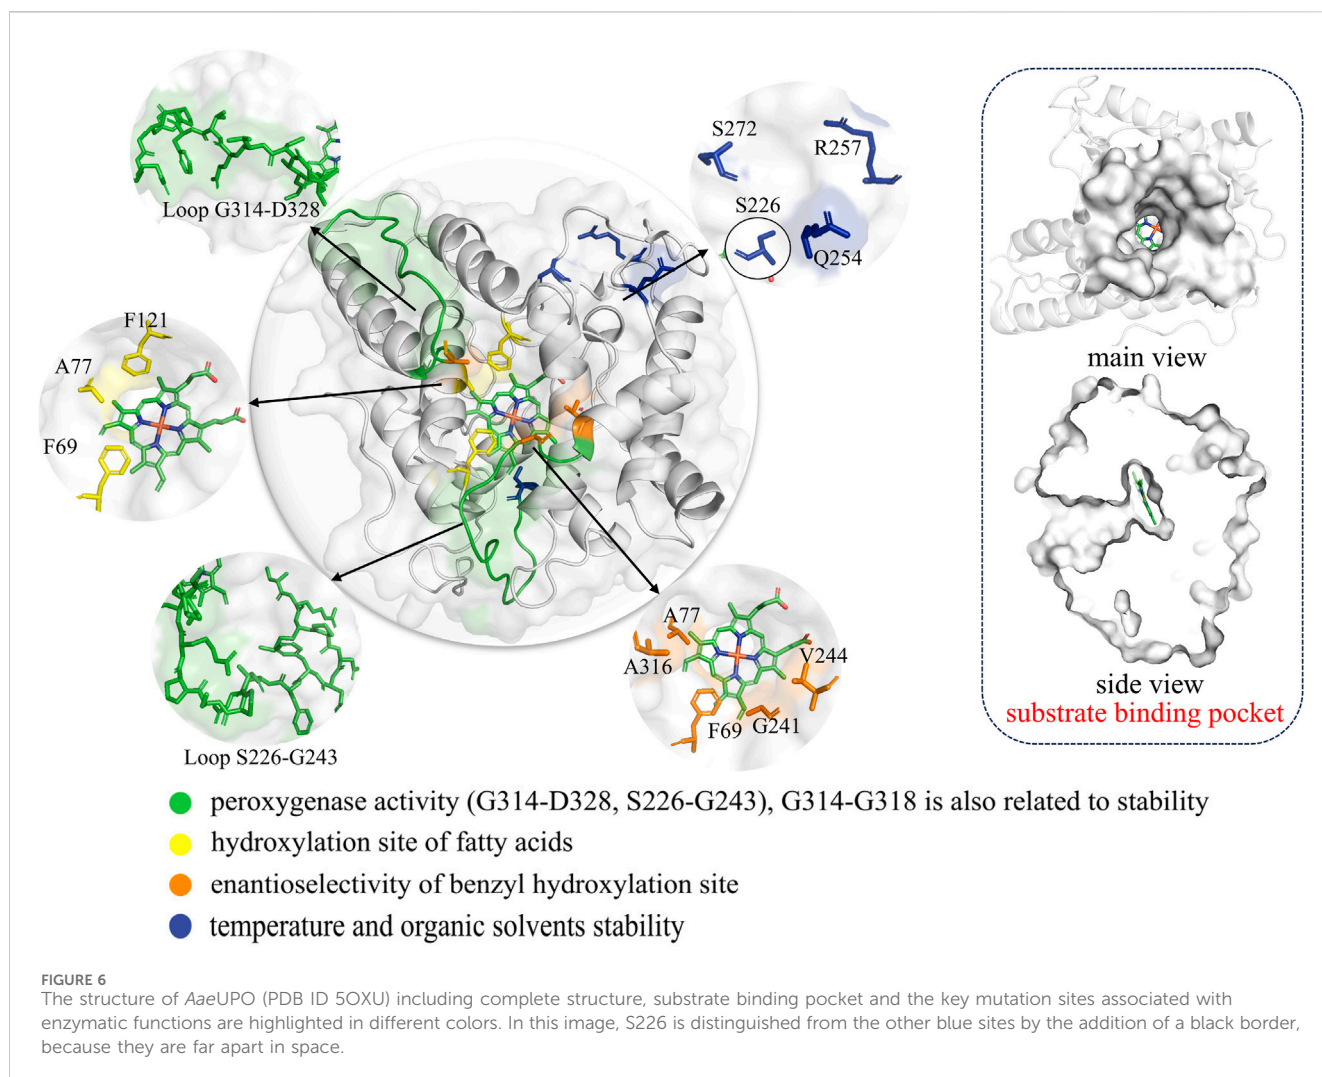 S272
R257
S226
Q254
Loop G314-D328
F121
A77
F69
main view
side view
substrate binding pocket
A77
A316
V244
F69
G241
Loop S226-G243
peroxygenase activity (G314-D328, S226-G243), G314-G318 is also related to stability
hydroxylation site of fatty acids
enantioselectivity of benzyl hydroxylation site
temperature and organic solvents stability
FIGURE 6
The structure of AaeUPO (PDB ID 5OXU) including complete structure, substrate binding pocket and the key mutation sites associated with
enzymatic functions are highlighted in different colors. In this image, S226 is distinguished from the other blue sites by the addition of a black border,
because they are far apart in space.